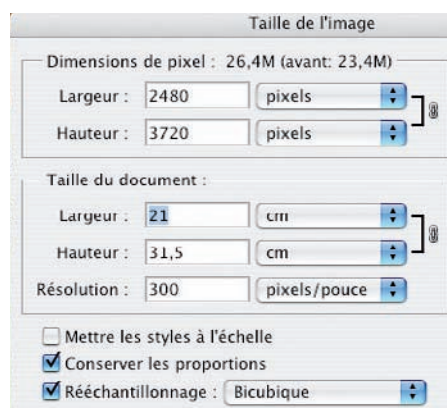 Taille de l'image
Dimensions de pixel : 26,4M (avant: 23,4M)
Largeur : 2480 pixels
Hauteur : 3720 pixels
Taille du document :
Largeur : 21 cm
Hauteur : 31,5 cm
Résolution : 300 pixels/pouce
Mettre les styles à l'échelle
Conserver les proportions
Rééchantillonnage : Bicubique